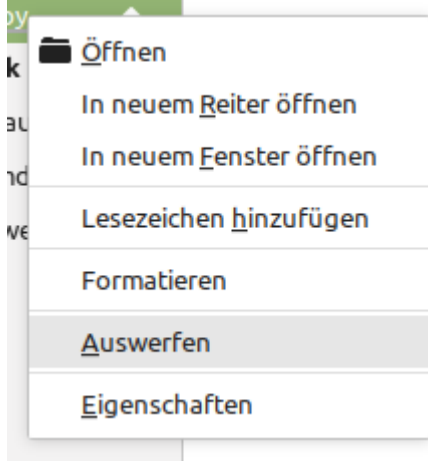 Öffnen
In neuem Reiter öffnen
In neuem Fenster öffnen
Lesezeichen hinzufügen
Formatieren
Auswerfen
Eigenschaften